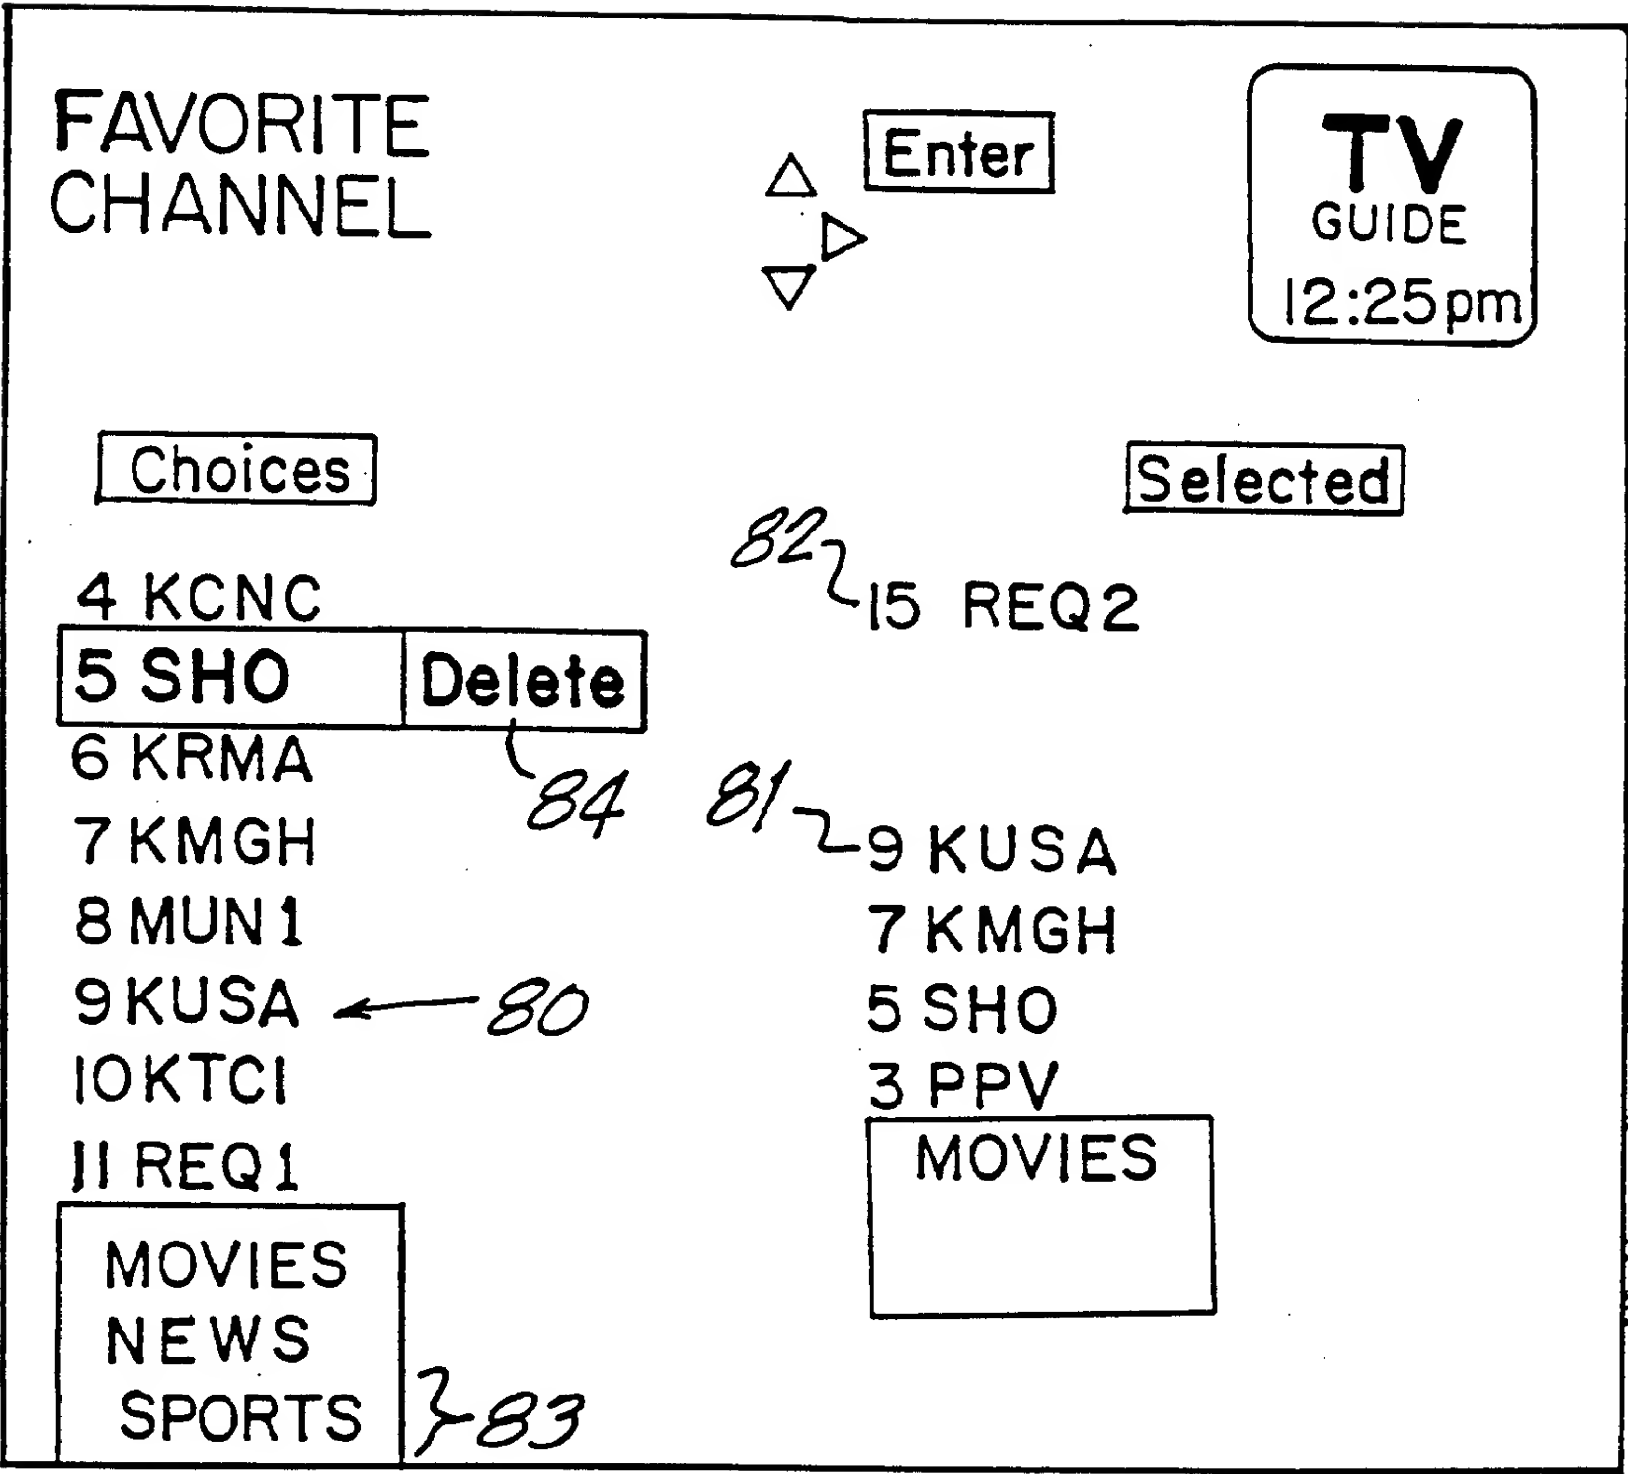 FAVORITE
CHANNEL
Enter
TV
GUIDE
12:25pm
Choices
Selected
4 KCNC
5 SHO Delete
6 KRMA
7 KMGH
8 MUN1
9 KUSA
10 KTCI
11 REQ1
MOVIES
NEWS
SPORTS
84
80
83
82
15 REQ2
81
9 KUSA
7 KMGH
5 SHO
3 PPV
MOVIES